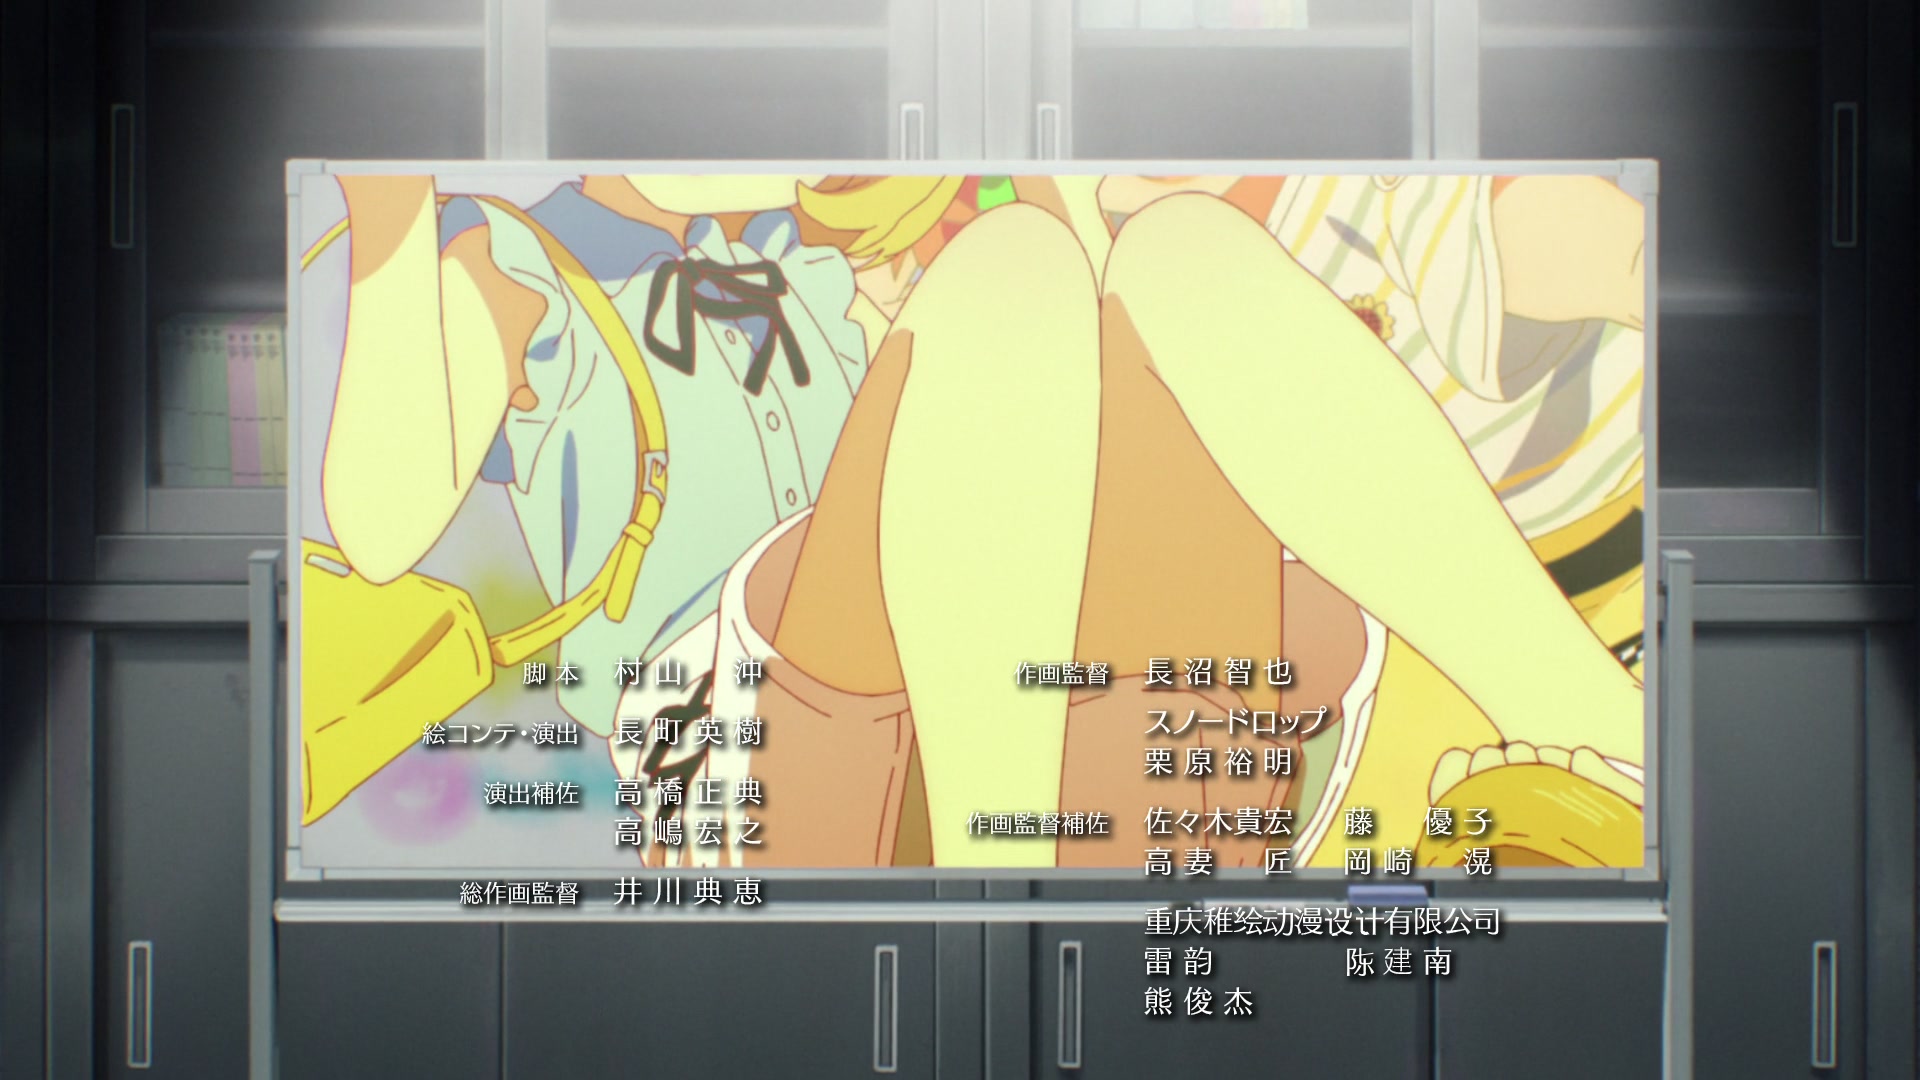 脚本 村山 沖
絵コンテ・演出 長町英樹
演出補佐 高橋正典
高嶋宏之
総作画監督 井川典恵
作画監督 長沼智也
スノードロップ
栗原裕明
作画監督補佐 佐々木貴宏 藤 優子
高妻 匠 岡崎 滉
重庆稚绘动漫设计有限公司
雷韵 陈建南
熊俊杰